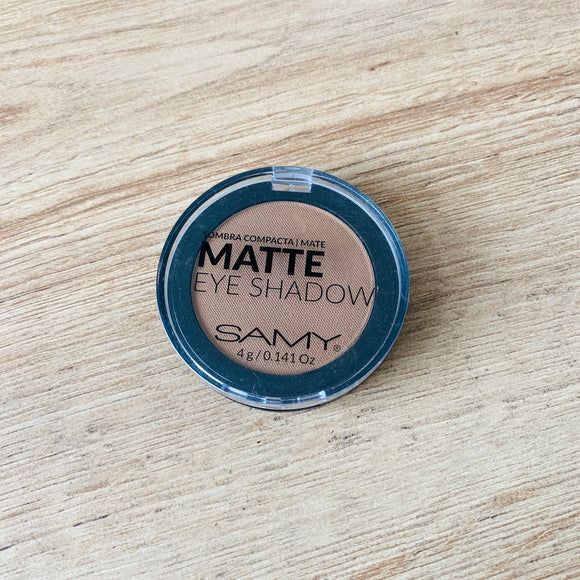 SOMBRA COMPACTA | MATE
MATTE
EYE SHADOW
SAMY®
4 g / 0.141 Oz